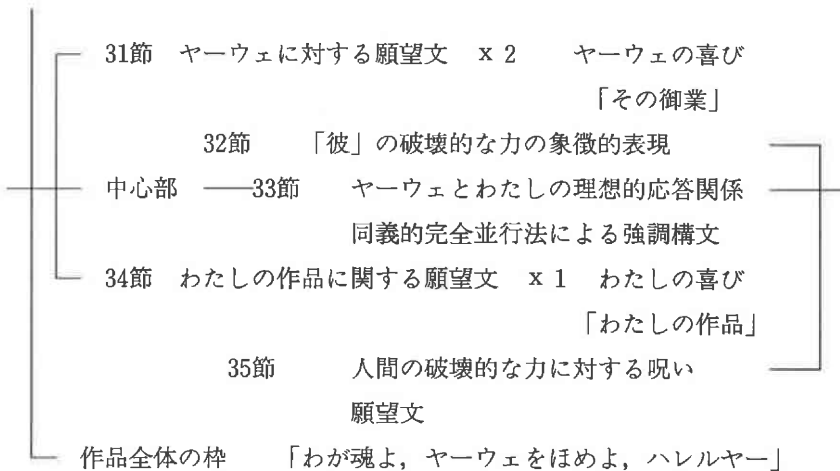 31節 ヤーウェに対する願望文 x 2 ヤーウェの喜び
「その御業」
32節 「彼」の破壊的な力の象徴的表現
中心部 ――33節 ヤーウェとわたしの理想的応答関係
同義的完全並行法による強調構文
34節 わたしの作品に関する願望文 x 1 わたしの喜び
「わたしの作品」
35節 人間の破壊的な力に対する呪い
願望文
作品全体の枠 「わが魂よ，ヤーウェをほめよ，ハレルヤー」